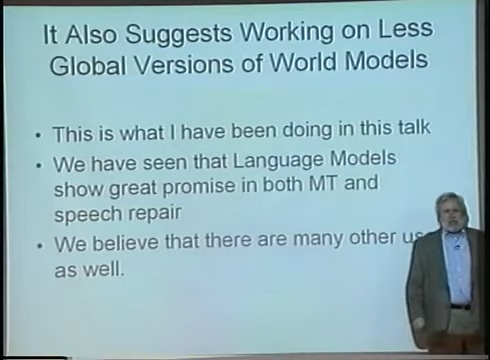 It Also Suggests Working on Less
Global Versions of World Models
• This is what I have been doing in this talk
• We have seen that Language Models
show great promise in both MT and
speech repair
• We believe that there are many other
as well.